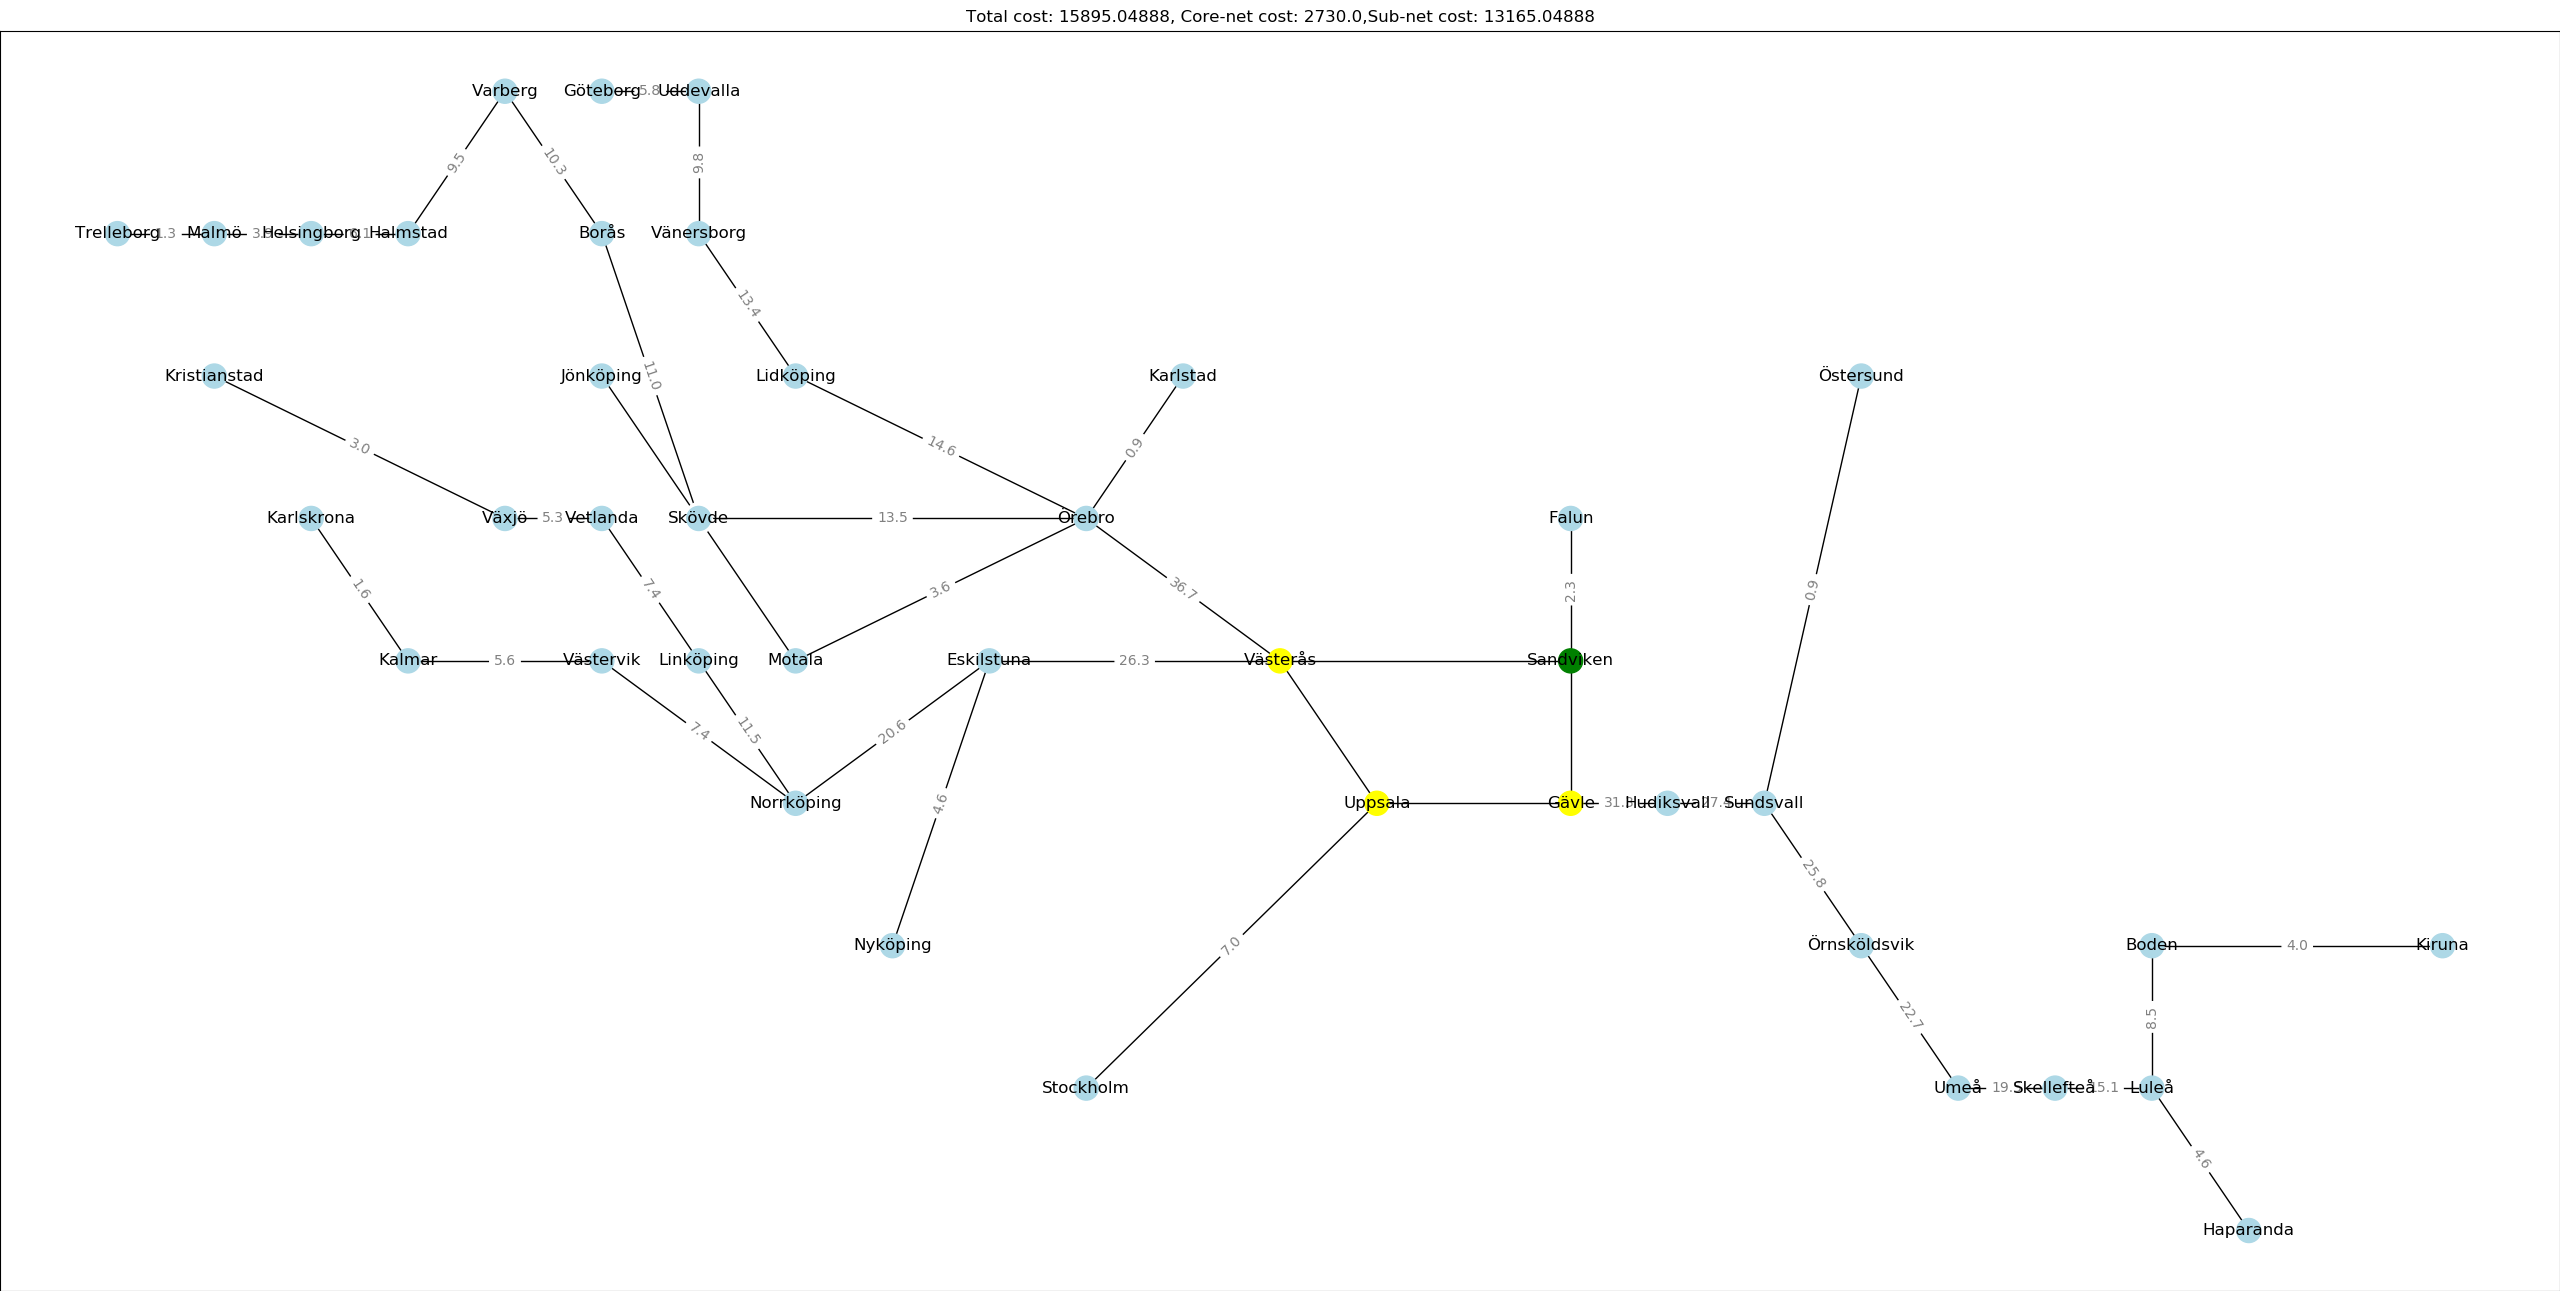 Total cost: 15895.04888, Core-net cost: 2730.0,Sub-net cost: 13165.04888
Varberg
Göteborg
5.8
Uddevalla
9.5
10.3
9.8
Trelleborg
1.3
Malmö
Helsingborg
Halmstad
Borås
Vänersborg
13.4
Kristianstad
Jönköping
11.0
Lidköping
Karlstad
Östersund
3.0
14.6
0.9
Karlskrona
Växjö
5.3
Vetlanda
Skövde
13.5
Örebro
Falun
1.6
7.4
3.6
36.7
2.3
0.9
Kalmar
5.6
Västervik
Linköping
Motala
Eskilstuna
26.3
Västerås
Sandviken
7.4
11.5
20.6
Norrköping
4.6
Uppsala
Gävle
Hudiksvall
Sundsvall
25.8
Nyköping
7.0
Örnsköldsvik
Boden
4.0
Kiruna
22.7
8.5
Stockholm
Umeå
Skellefteå
15.1
Luleå
4.6
Haparanda